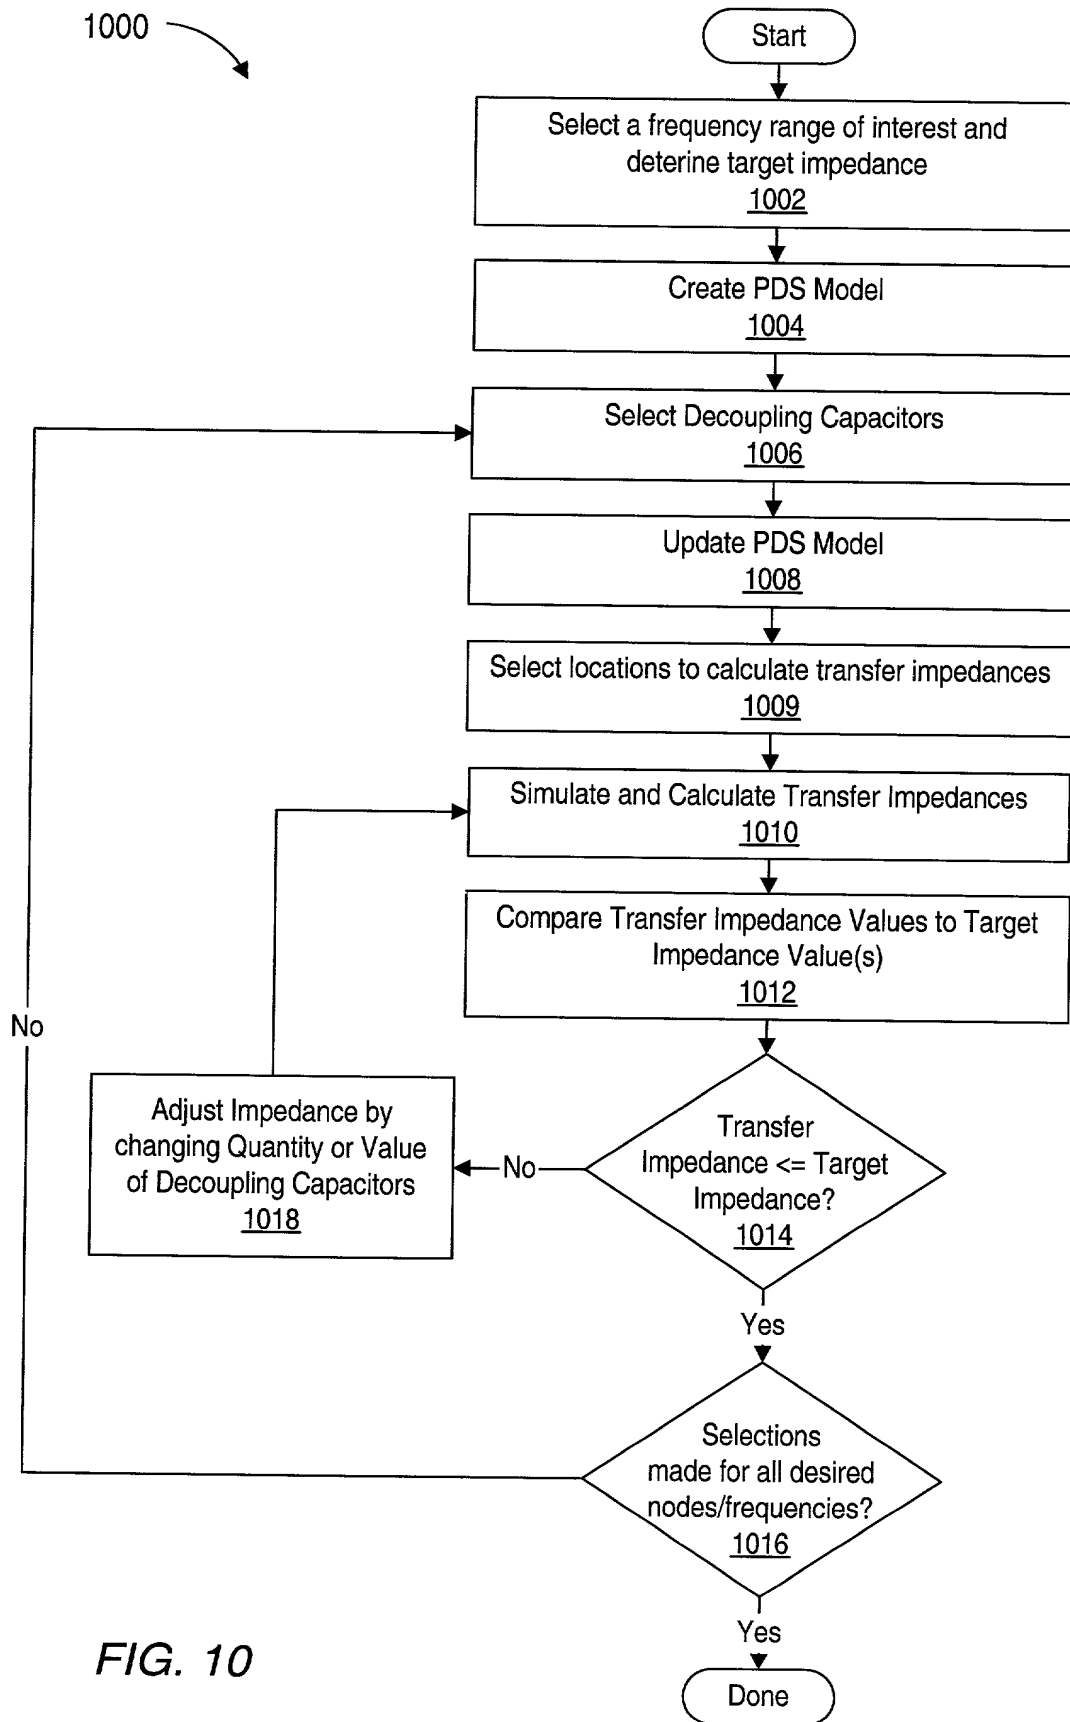 1000
Start
Select a frequency range of interest and
deterine target impedance
1002
Create PDS Model
1004
Select Decoupling Capacitors
1006
Update PDS Model
1008
Select locations to calculate transfer impedances
1009
Simulate and Calculate Transfer Impedances
1010
Compare Transfer Impedance Values to Target
Impedance Value(s)
1012
No
Adjust Impedance by
changing Quantity or Value
of Decoupling Capacitors
1018
No
Transfer
Impedance <= Target
Impedance?
1014
Yes
Selections
made for all desired
nodes/frequencies?
1016
Yes
Done
FIG. 10